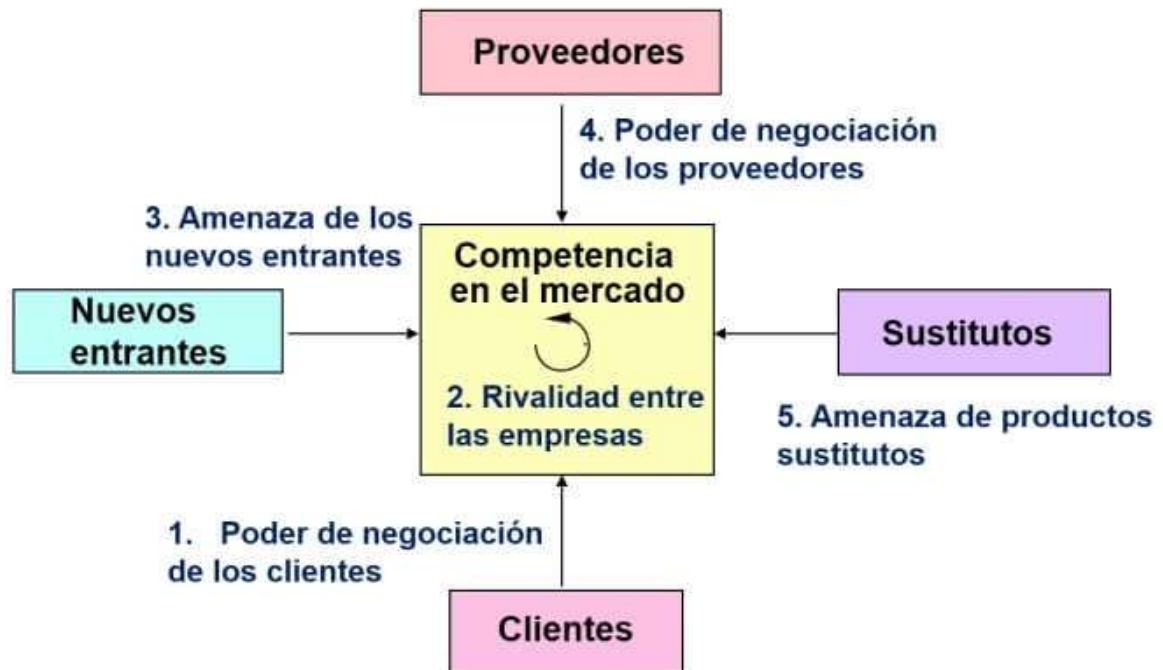 Proveedores
4. Poder de negociación
de los proveedores
3. Amenaza de los
nuevos entrantes
Competencia
en el mercado
Nuevos
entrantes
Sustitutos
2. Rivalidad entre
las empresas
5. Amenaza de productos
sustitutos
1. Poder de negociación
de los clientes
Clientes